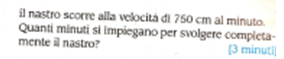 il nastro scorre alla velocità di 750 cm al minuto.
Quanti minuti si impiegano per svolgere completa-
mente il nastro?
[3 minuti]